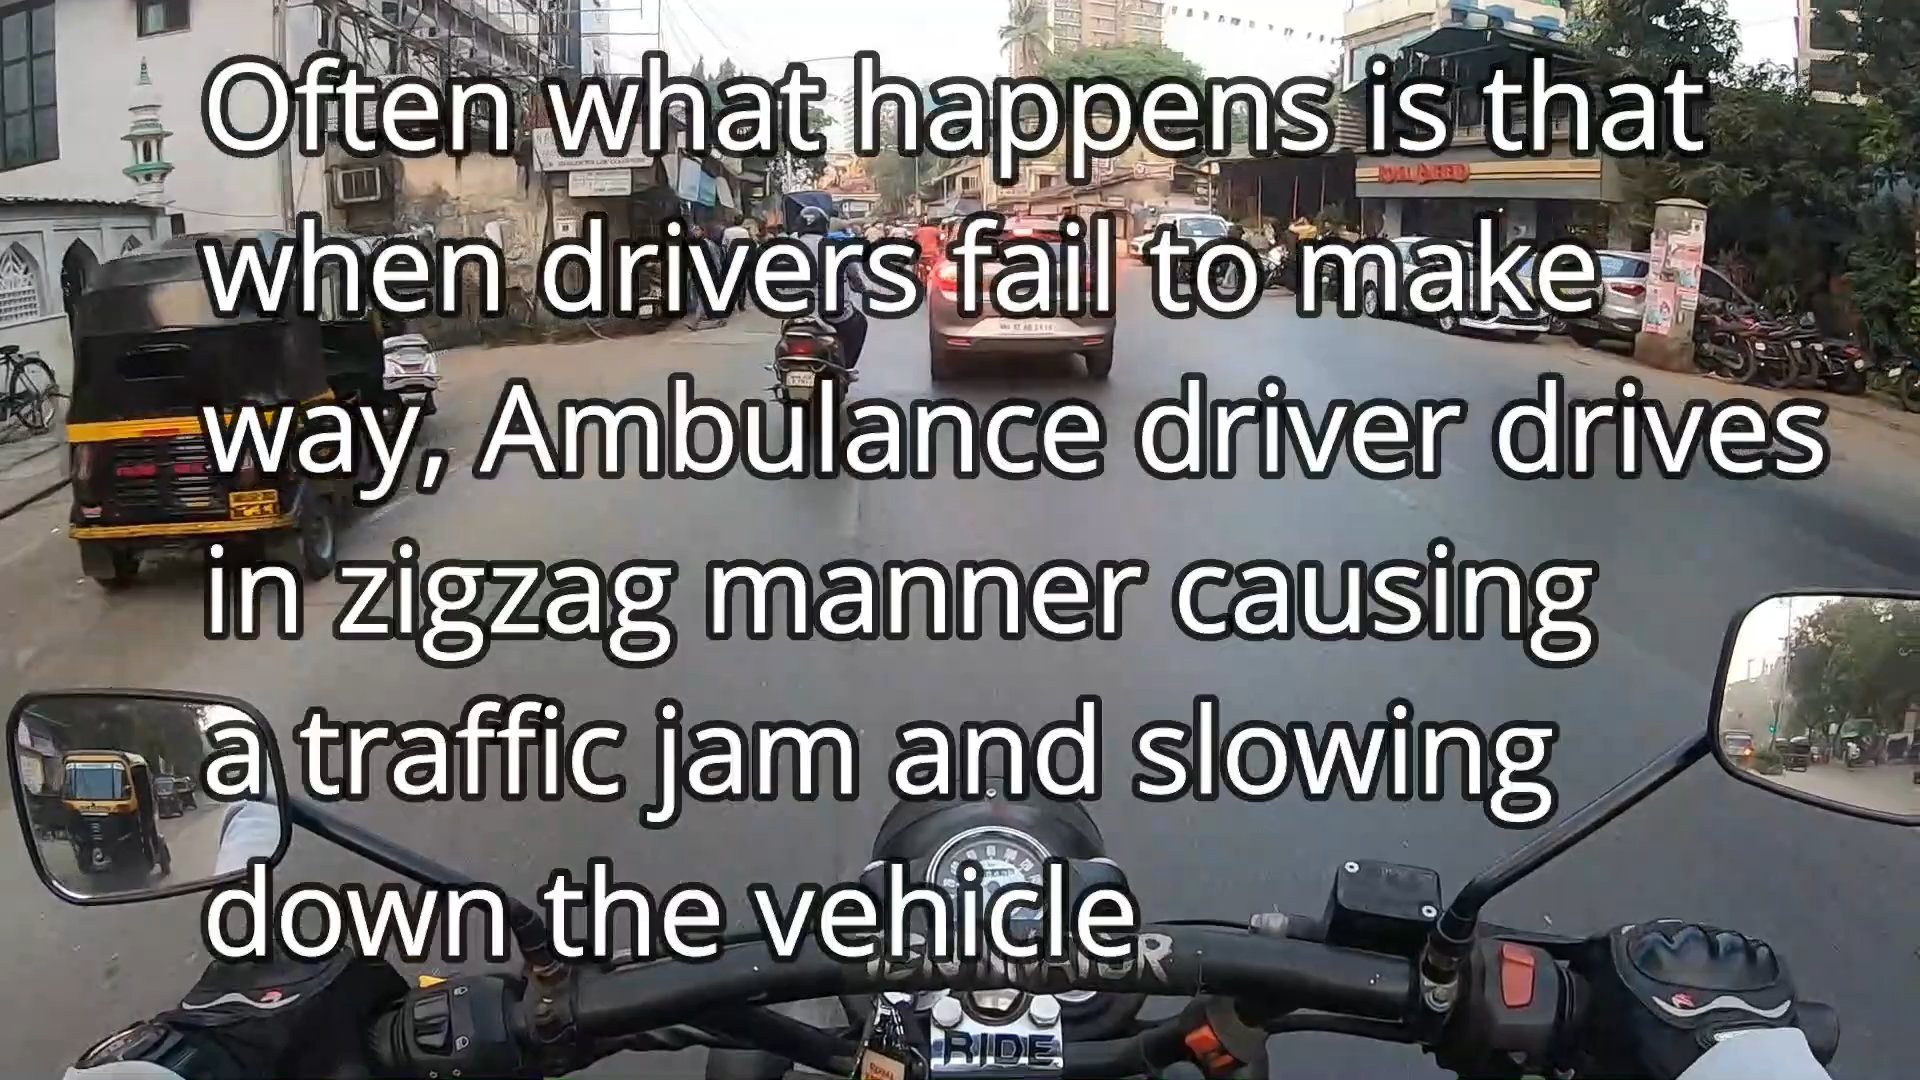 Often what happens is that
when drivers fail to make
way, Ambulance driver drives
in zigzag manner causing
a traffic jam and slowing
down the vehicle
RIDE